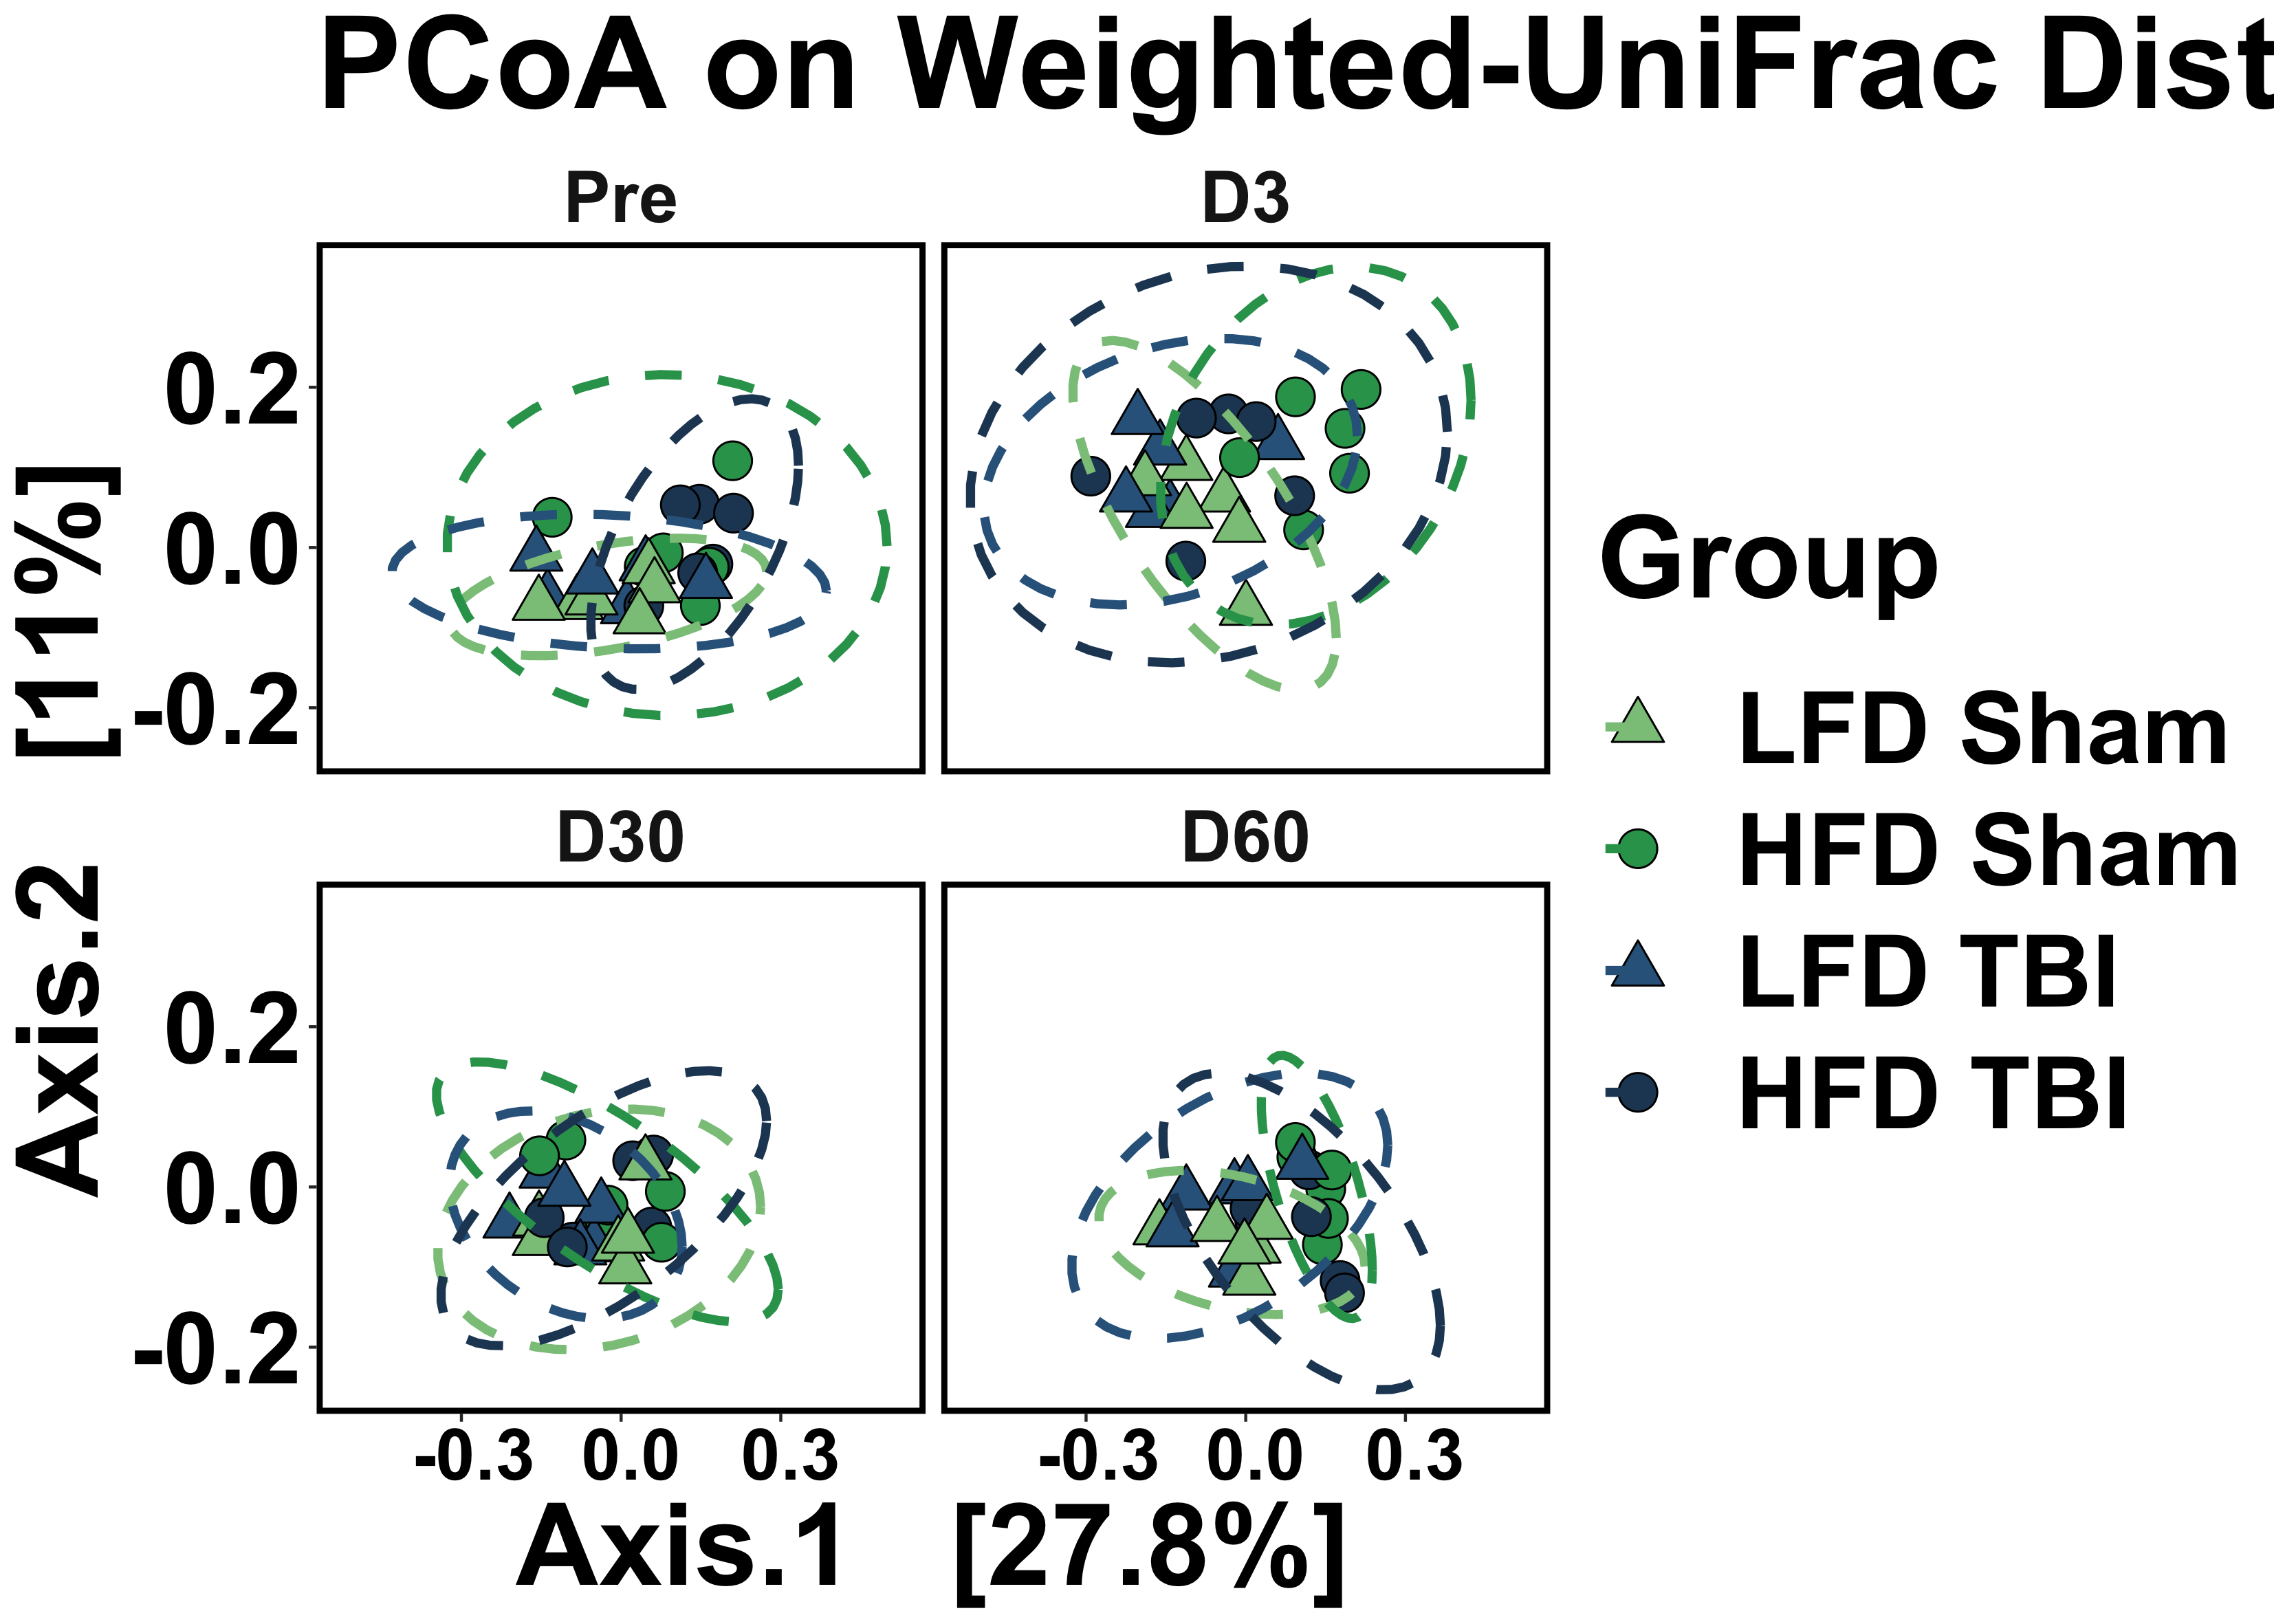 PCoA on Weighted-UniFrac Dist
Pre
D3
0.2
0.0
-0.2
D30
D60
0.2
0.0
-0.2
-0.3 0.0 0.3
-0.3 0.0 0.3
Axis.1 [27.8%]
Axis.2 [11%]
Group
LFD Sham
HFD Sham
LFD TBI
HFD TBI